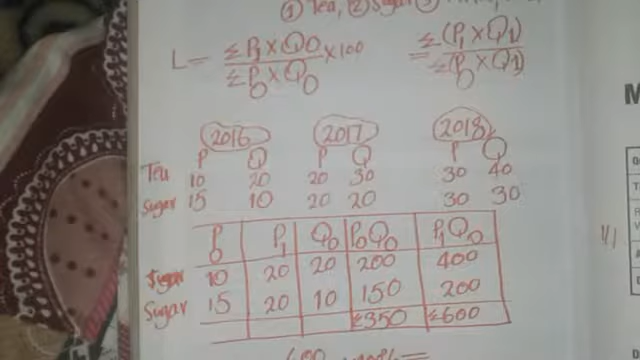 ① Tea, ② Sugar ③
L = ΣP₁ × Q₀ / ΣP₀ × Q₀ × 100 = Σ(P₁ × Q₁) / Σ(P₀ × Q₁)
2016 2017 2018
P Q P Q P Q
Tea 10 20 20 30 30 40
Sugar 15 10 20 20 30 30
P₀ P₁ Q₀ P₀Q₀ P₁Q₀
Sugar 10 20 20 200 400
Sugar 15 20 10 150 200
Σ350 Σ600
600